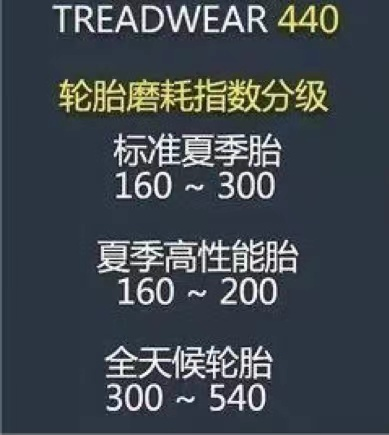 TREADWEAR 440
轮胎磨耗指数分级
标准夏季胎
160 ~ 300
夏季高性能胎
160 ~ 200
全天候轮胎
300 ~ 540